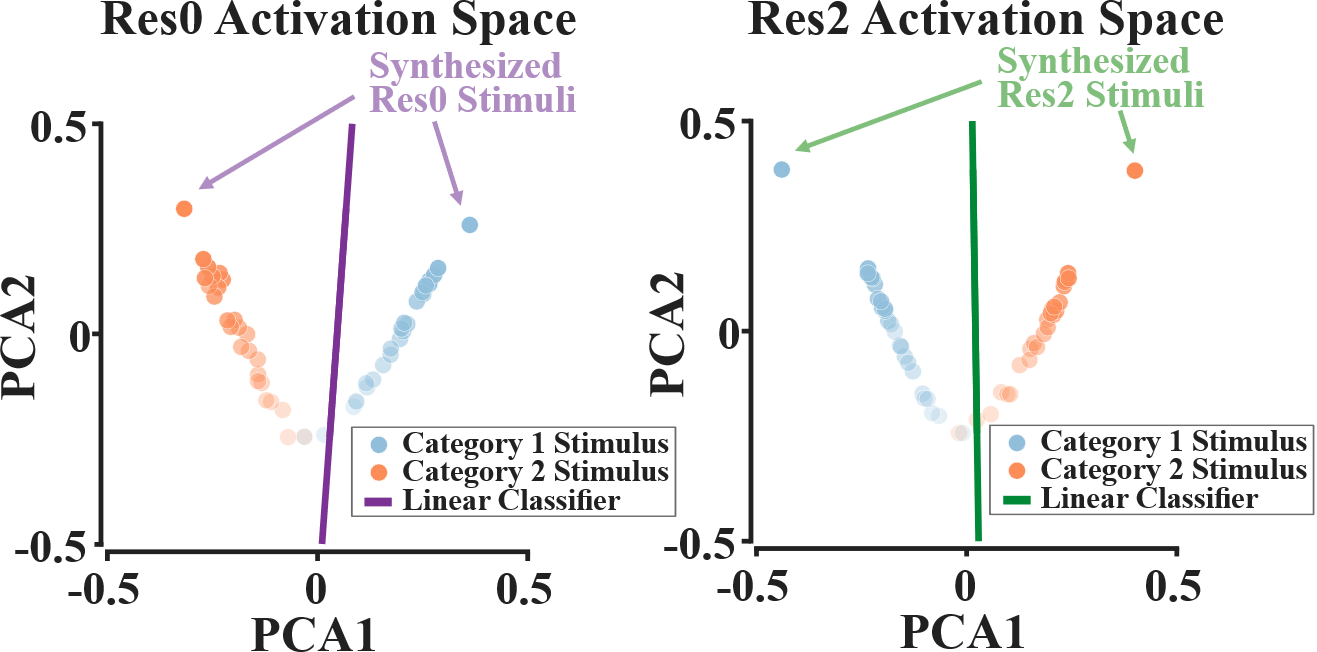 Res0 Activation Space
Synthesized
Res0 Stimuli
0.5
0
-0.5
PCA2
Category 1 Stimulus
Category 2 Stimulus
Linear Classifier
-0.5
0
0.5
PCA1
Res2 Activation Space
Synthesized
Res2 Stimuli
0.5
0
-0.5
PCA2
Category 1 Stimulus
Category 2 Stimulus
Linear Classifier
-0.5
0
0.5
PCA1